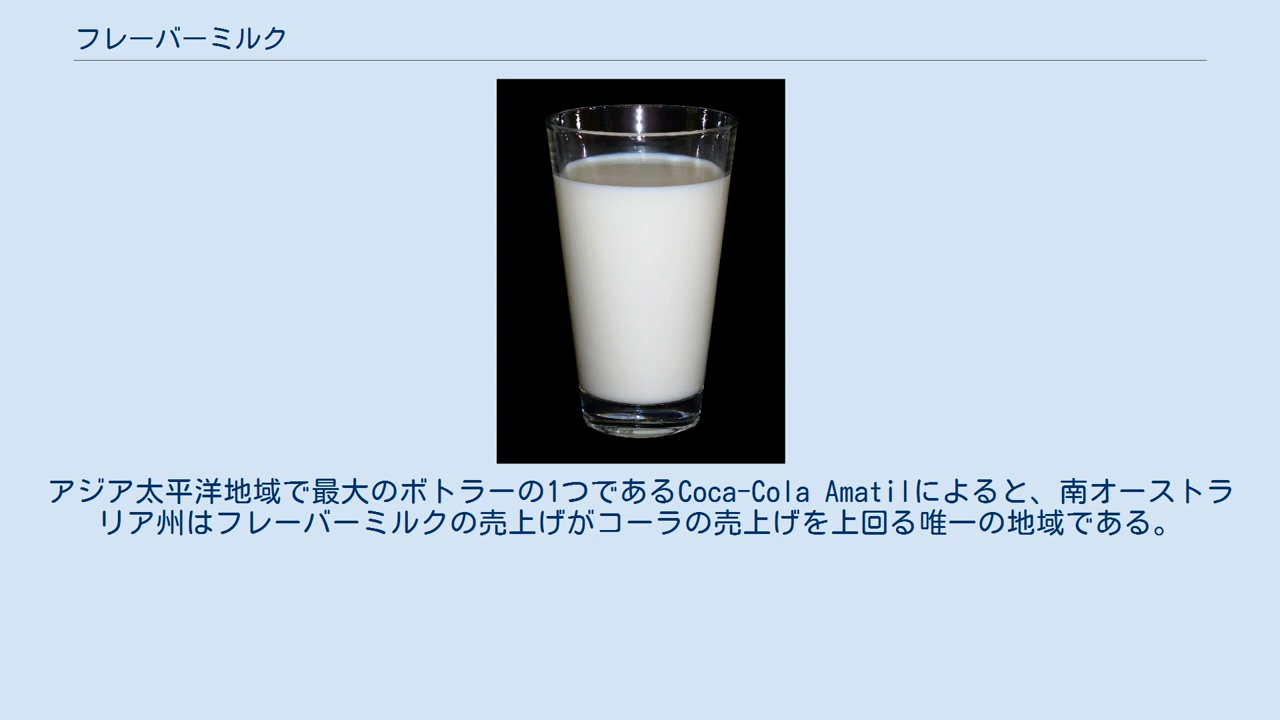 フレーバーミルク
アジア太平洋地域で最大のボトラーの1つであるCoca-Cola Amatilによると、南オーストラ
リア州はフレーバーミルクの売上げがコーラの売上げを上回る唯一の地域である。